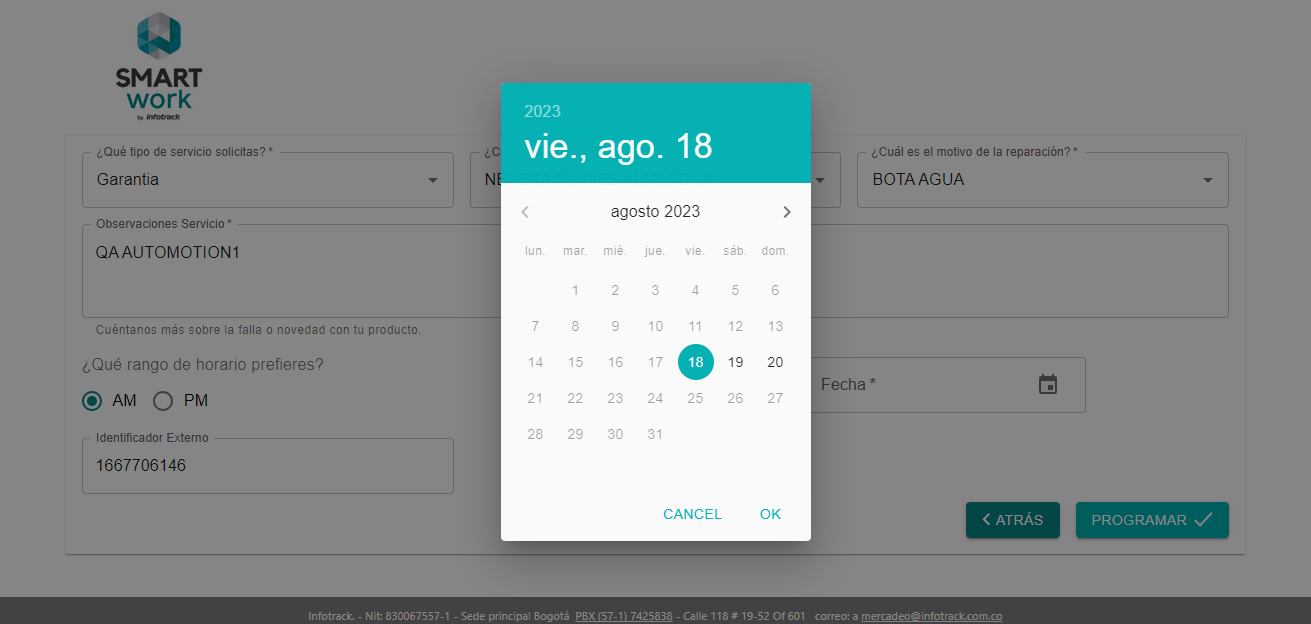 SMART
work
by infotrack
2023
vie., ago. 18
¿Qué tipo de servicio solicitas? *
Garantia
¿Cuál es el motivo de la reparación? *
BOTA AGUA
agosto 2023
lun. mar. mié. jue. vie. sáb. dom.
1 2 3 4 5 6
7 8 9 10 11 12 13
14 15 16 17 18 19 20
21 22 23 24 25 26 27
28 29 30 31
CANCEL OK
Observaciones Servicio *
QA AUTOMOTION1
Cuéntanos más sobre la falla o novedad con tu producto.
¿Qué rango de horario prefieres?
AM PM
Fecha *
Identificador Externo
1667706146
ATRÁS PROGRAMAR
Infotrack. - Nit: 830067557-1 - Sede principal Bogotá PBX (57-1) 7425838 - Calle 118 # 19-52 Of 601 correo: a mercadeo@infotrack.com.co